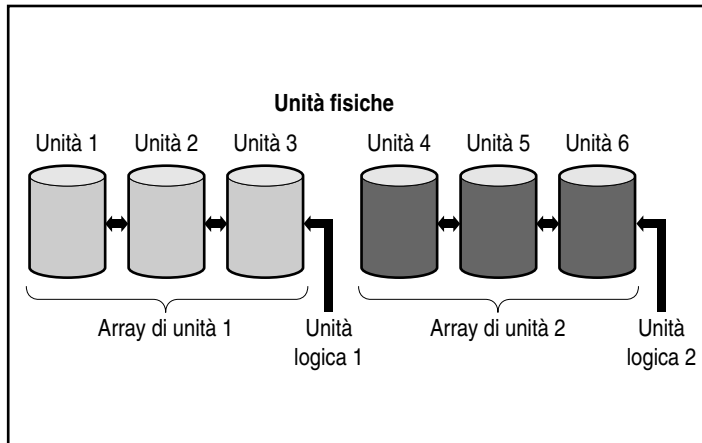 Unità fisiche
Unità 1 Unità 2 Unità 3 Unità 4 Unità 5 Unità 6
Array di unità 1
Unità
logica 1
Array di unità 2
Unità
logica 2